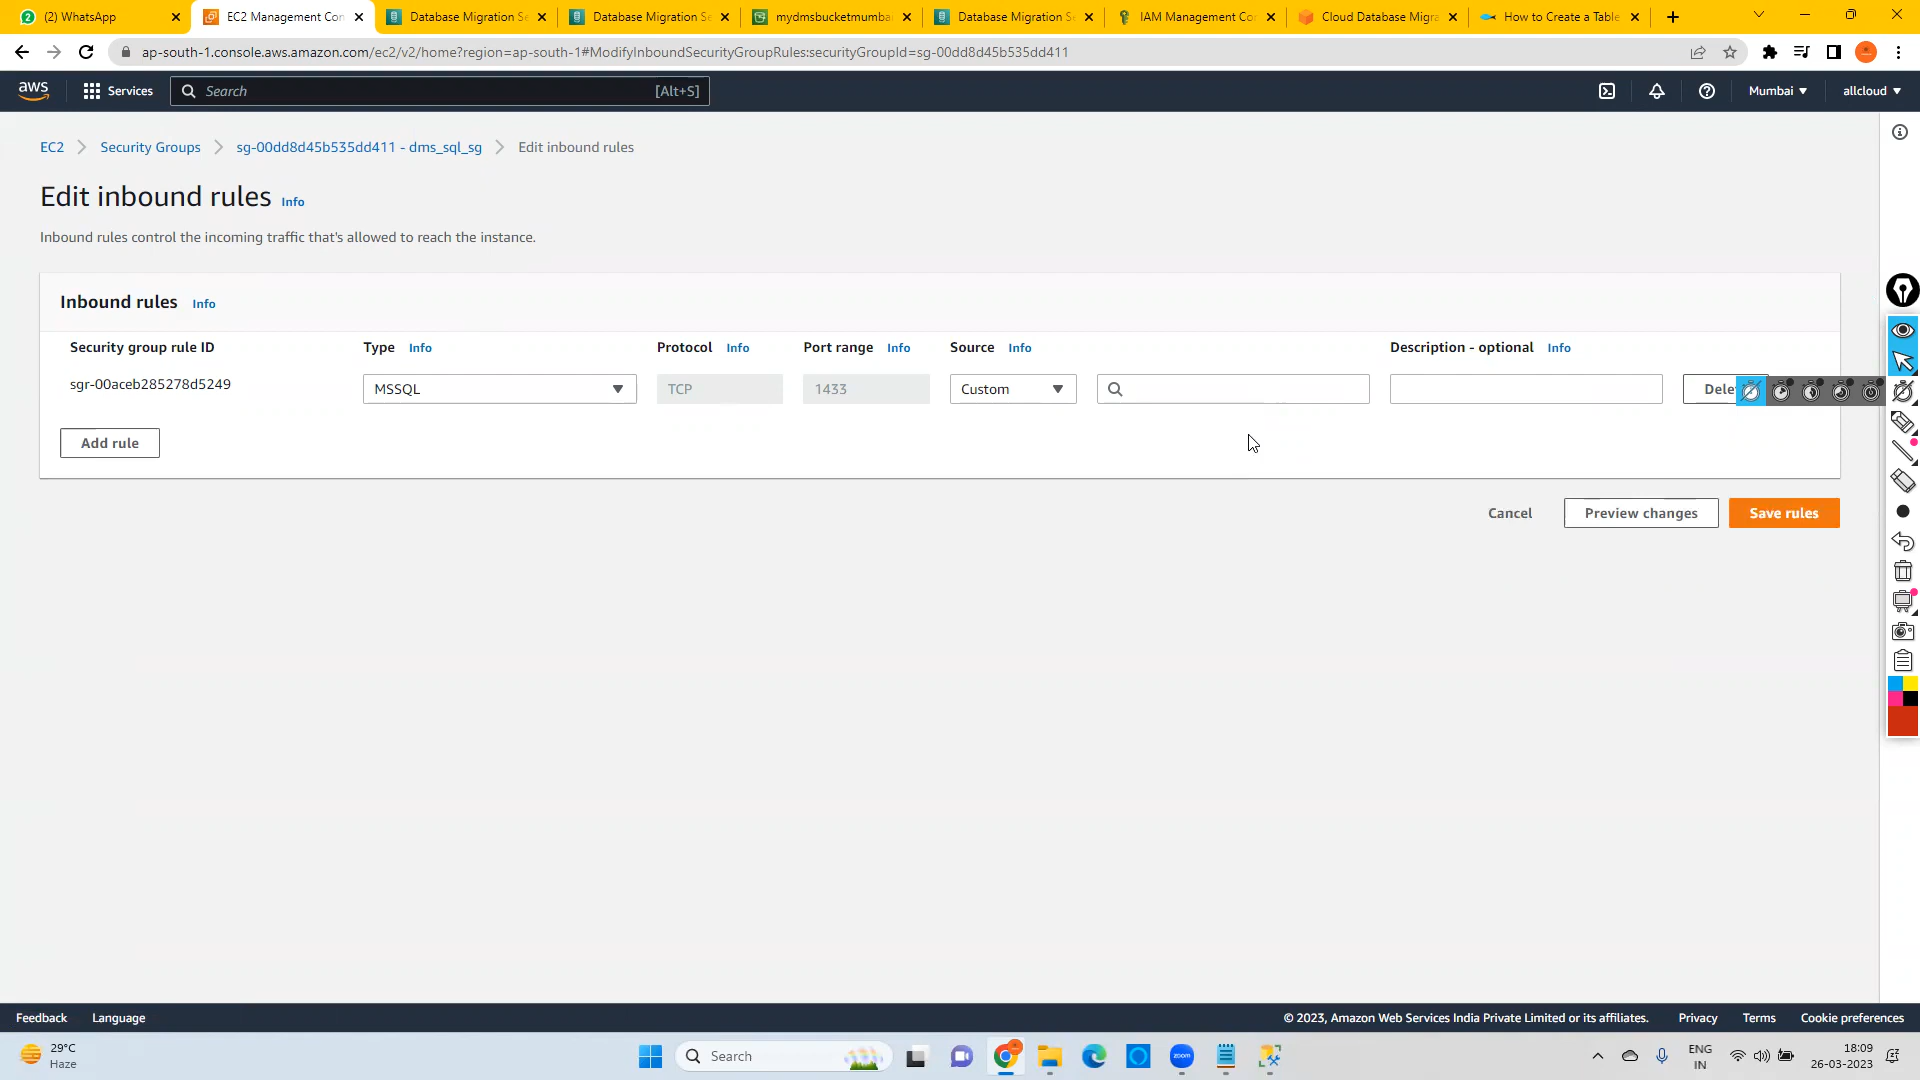 (2) WhatsApp
EC2 Management Con
Database Migration Se
Database Migration Se
mydmsbucketmumbai
Database Migration Se
IAM Management Con
Cloud Database Migra
How to Create a Table
ap-south-1.console.aws.amazon.com/ec2/v2/home?region=ap-south-1#ModifyInboundSecurityGroupRules:securityGroupId=sg-00dd8d45b535dd411
aws
Services
Search
[Alt+S]
Mumbai
allcloud
EC2
Security Groups
sg-00dd8d45b535dd411 - dms_sql_sg
Edit inbound rules
Edit inbound rules Info
Inbound rules control the incoming traffic that's allowed to reach the instance.
Inbound rules Info
Security group rule ID
Type Info
Protocol Info
Port range Info
Source Info
Description - optional Info
sgr-00aceb285278d5249
MSSQL
TCP
1433
Custom
Dele
Add rule
Cancel
Preview changes
Save rules
Feedback
Language
© 2023, Amazon Web Services India Private Limited or its affiliates.
Privacy
Terms
Cookie preferences
29°C
Haze
Search
zoom
ENG
IN
18:09
26-03-2023